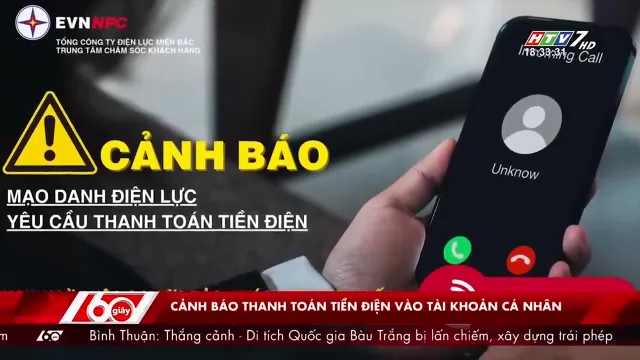 EVNNPC
TỔNG CÔNG TY ĐIỆN LỰC MIỀN BẮC
TRUNG TÂM CHĂM SÓC KHÁCH HÀNG
HTV7 HD
18:33:31
Incoming Call
CẢNH BÁO
Unknow
MẠO DANH ĐIỆN LỰC
YÊU CẦU THANH TOÁN TIỀN ĐIỆN
60 giây
CẢNH BÁO THANH TOÁN TIỀN ĐIỆN VÀO TÀI KHOẢN CÁ NHÂN
60 Bình Thuận: Thắng cảnh - Di tích Quốc gia Bàu Trắng bị lấn chiếm, xây dựng trái phép